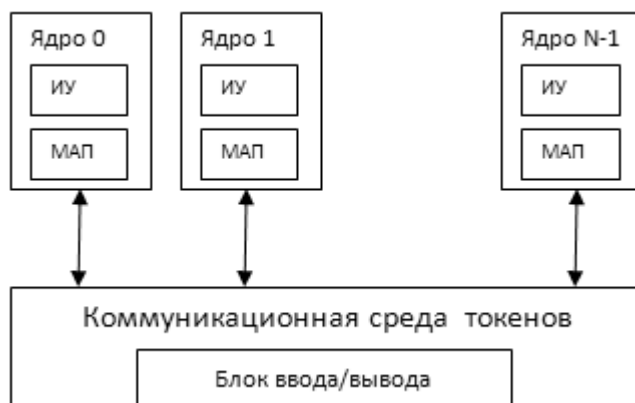 Ядро 0
Ядро 1
Ядро N-1
ИУ
ИУ
ИУ
МАП
МАП
МАП
Коммуникационная среда токенов
Блок ввода/вывода